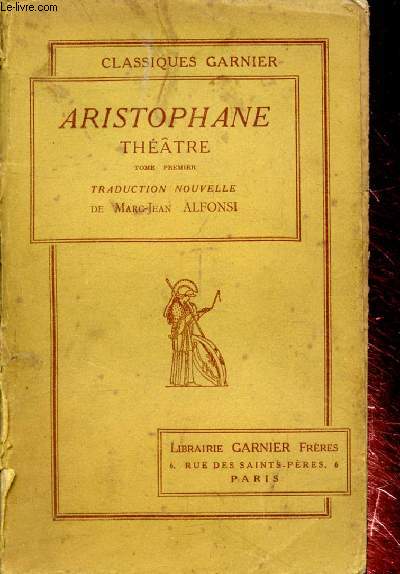 Le-livre.com
CLASSIQUES GARNIER
ARISTOPHANE
THÉÂTRE
TOME PREMIER
TRADUCTION NOUVELLE
DE MARC-JEAN ALFONSI
LIBRAIRIE GARNIER FRÈRES
6, RUE DES SAINTS-PÈRES, 6
PARIS